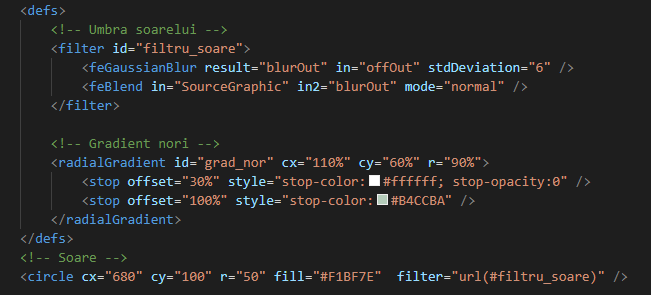 <defs>
<!-- Umbra soarelui -->
<filter id="filtru_soare">
<feGaussianBlur result="blurOut" in="offOut" stdDeviation="6" />
<feBlend in="SourceGraphic" in2="blurOut" mode="normal" />
</filter>
<!-- Gradient nori -->
<radialGradient id="grad_nor" cx="110%" cy="60%" r="90%">
<stop offset="30%" style="stop-color:#ffffff; stop-opacity:0" />
<stop offset="100%" style="stop-color:#B4CCBA" />
</radialGradient>
</defs>
<!-- Soare -->
<circle cx="680" cy="100" r="50" fill="#F1BF7E"  filter="url(#filtru_soare)" />